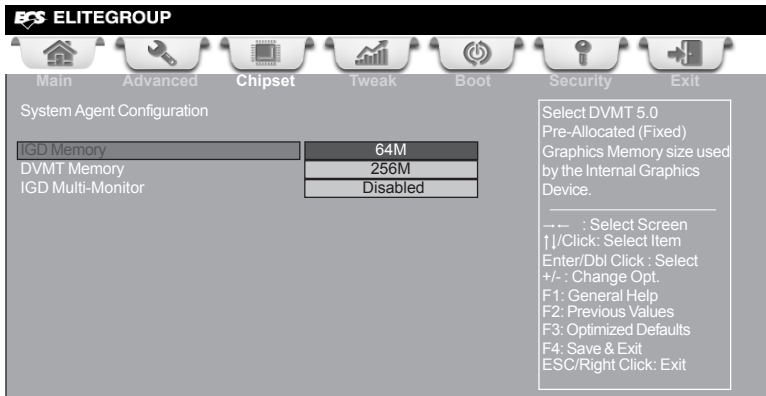 ECS ELITEGROUP
Main Advanced Chipset Tweak Boot Security Exit
System Agent Configuration
IGD Memory 64M
DVMT Memory 256M
IGD Multi-Monitor Disabled
Select DVMT 5.0
Pre-Allocated (Fixed)
Graphics Memory size used
by the Internal Graphics
Device.
→← : Select Screen
↑↓/Click: Select Item
Enter/Dbl Click : Select
+/- : Change Opt.
F1: General Help
F2: Previous Values
F3: Optimized Defaults
F4: Save & Exit
ESC/Right Click: Exit